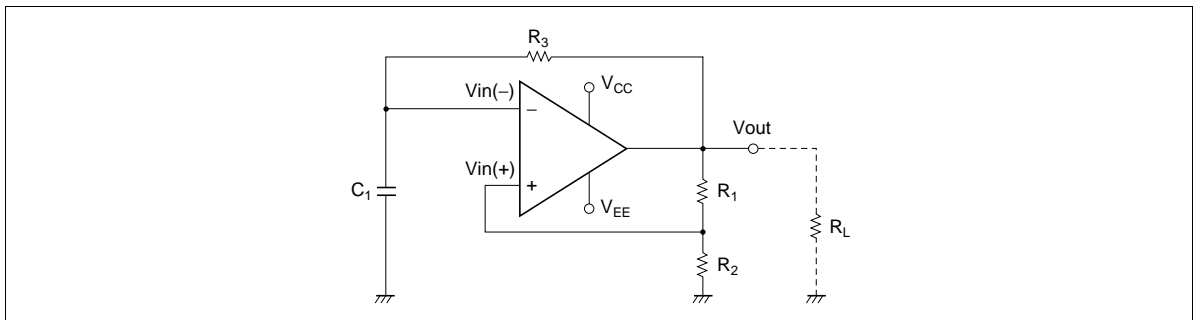 R3
Vin(−)
VCC
−
Vout
Vin(+)
+
C1
R1
VEE
RL
R2